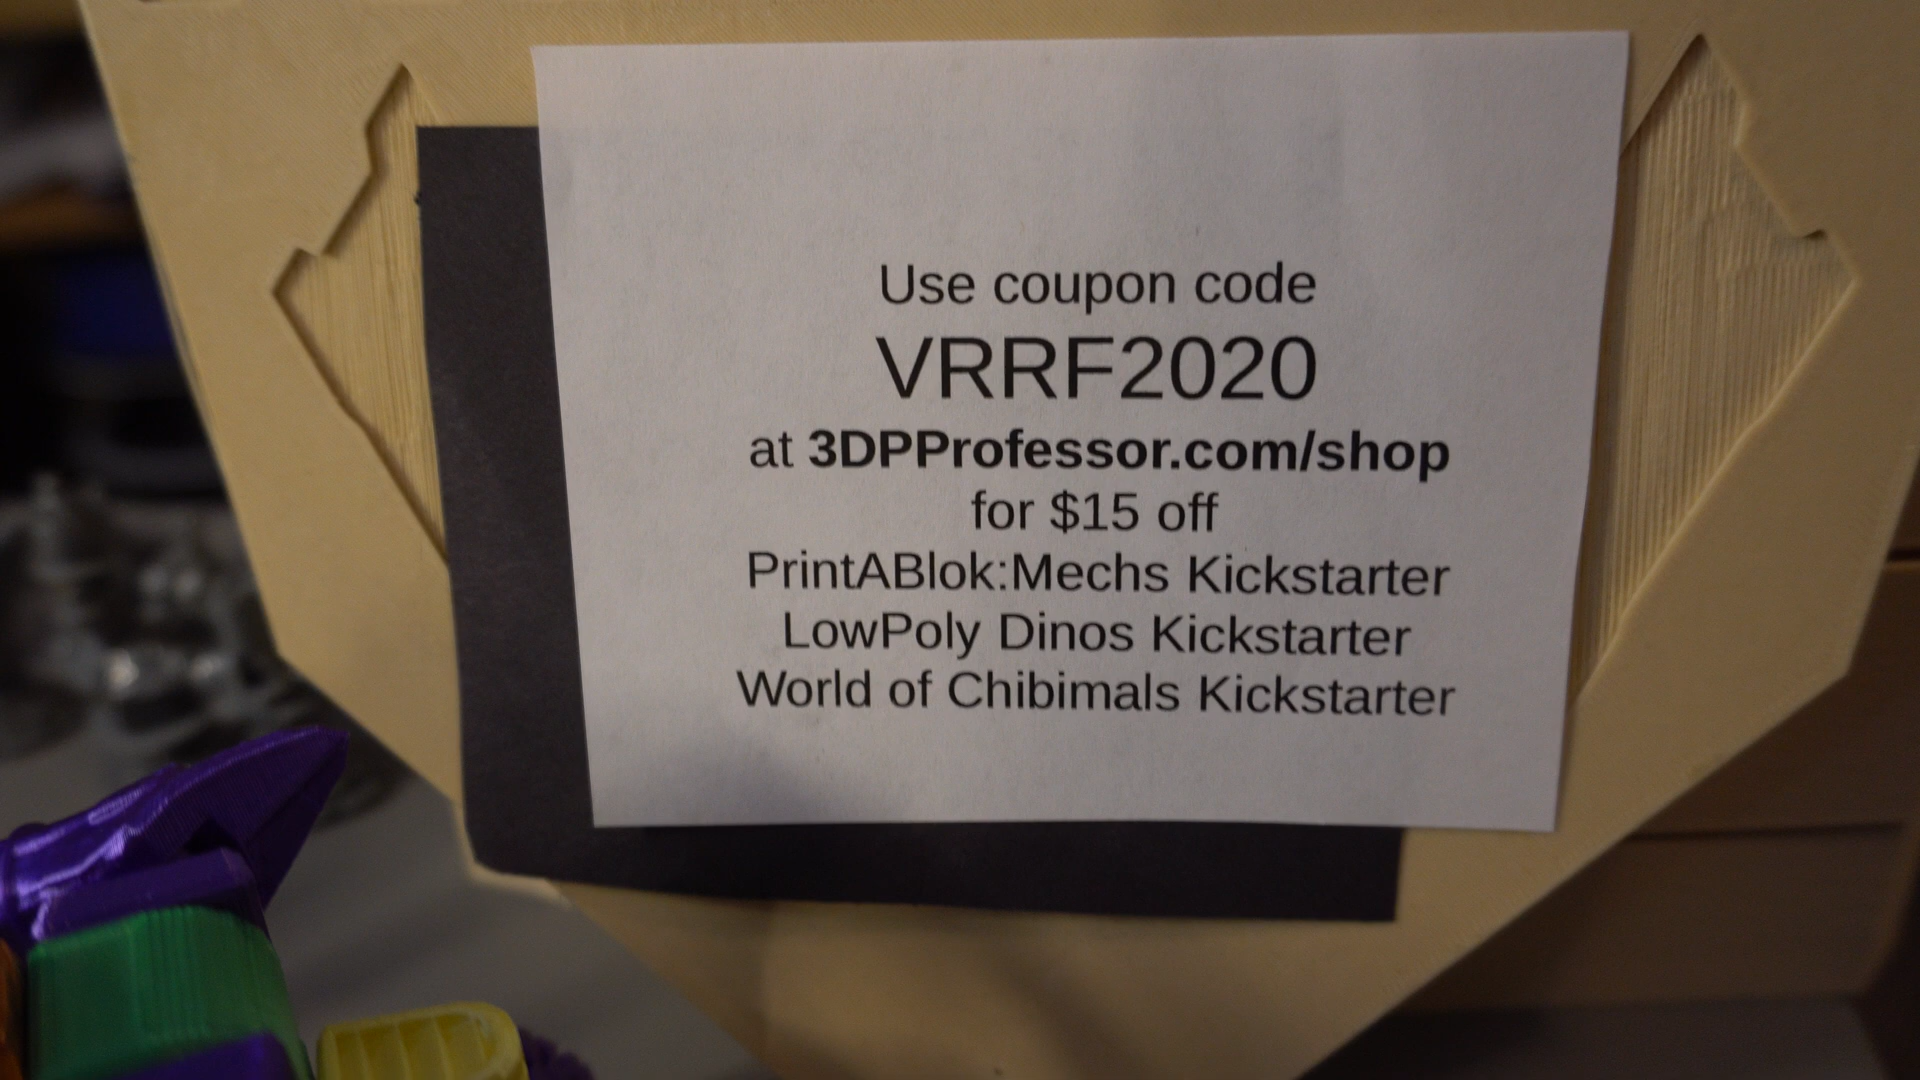 Use coupon code
VRRF2020
at 3DPProfessor.com/shop
for $15 off
PrintABlok:Mechs Kickstarter
LowPoly Dinos Kickstarter
World of Chibimals Kickstarter